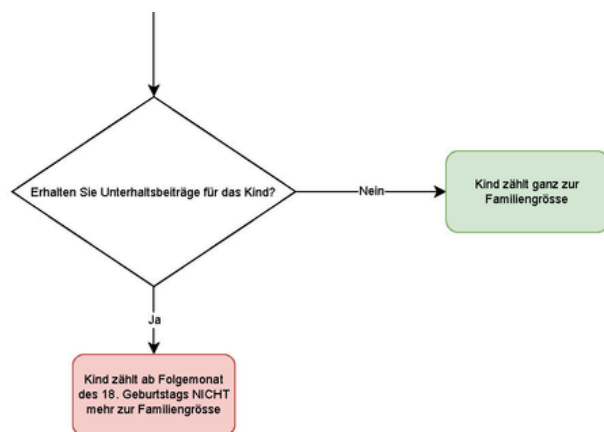 Erhalten Sie Unterhaltsbeiträge für das Kind?
Nein
Kind zählt ganz zur
Familiengrösse
Ja
Kind zählt ab Folgemonat
des 18. Geburtstags NICHT
mehr zur Familiengrösse